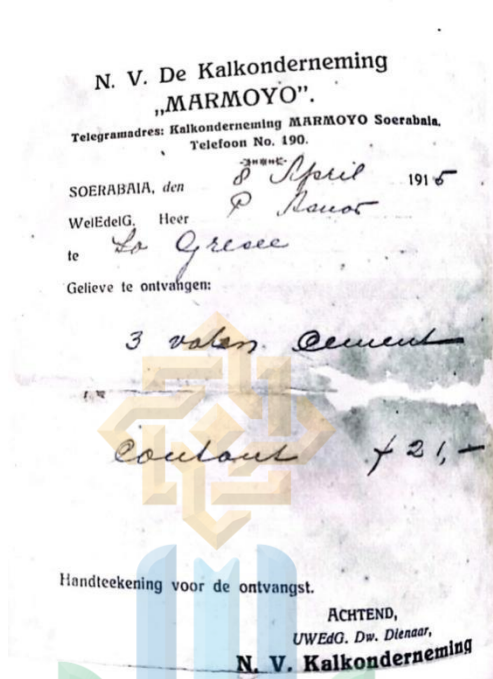 N. V. De Kalkonderneming
„MARMOYO”.
Telegramadres: Kalkonderneming MARMOYO Soerabaia.
Telefoon No. 190.
SOERABAIA, den 8 April 1915
WelEdelG. Heer P
te Gresee
Gelieve te ontvangen:
3 vaten Cement
Contant f 21,-
Handteekening voor de ontvangst.
ACHTEND,
UWEdG. Dw. Dienaar,
N. V. Kalkonderneming